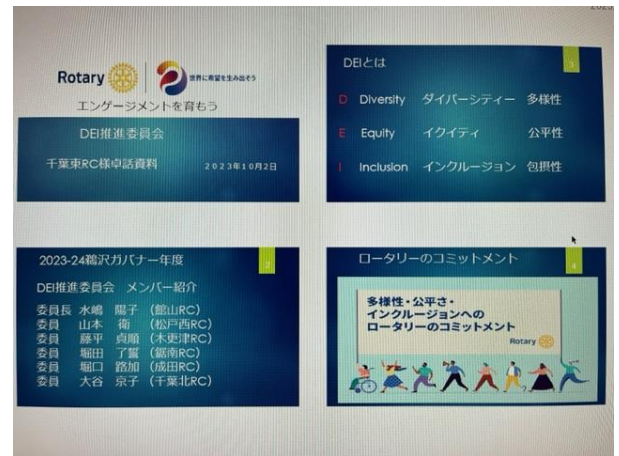 Rotary
世界に希望を生み出そう
エンゲージメントを育もう
DEI推進委員会
千葉東RC様卓話資料 2023年10月2日
2023-24鵜沢ガバナー年度
2
DEI推進委員会 メンバー紹介
委員長 水嶋 陽子 (館山RC)
委員 山本 衛 (松戸西RC)
委員 藤平 貞順 (木更津RC)
委員 堀田 了誓 (鋸南RC)
委員 堀口 路加 (成田RC)
委員 大谷 京子 (千葉北RC)
DEIとは
3
D Diversity ダイバーシティー 多様性
E Equity イクイティ 公平性
I Inclusion インクルージョン 包摂性
ロータリーのコミットメント
4
多様性・公平さ・
インクルージョンへの
ロータリーのコミットメント
Rotary